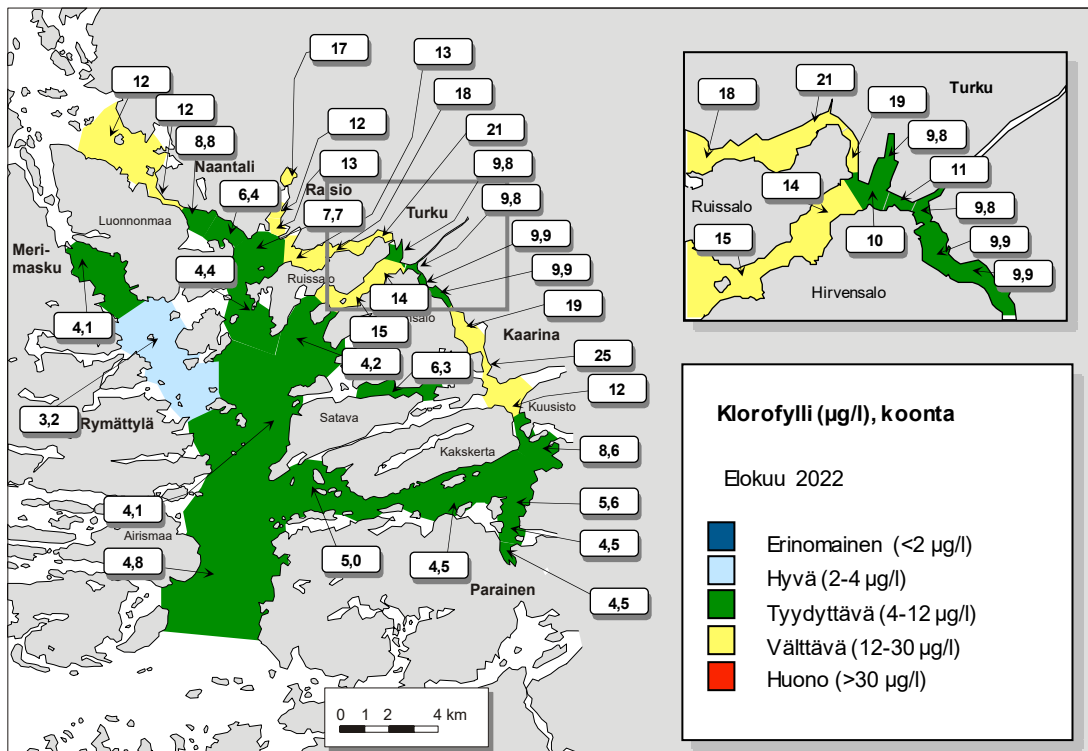 17
13
12
18
12
12
21
8,8
Naantali
13
9,8
6,4
Raisio
9,8
7,7
Turku
Luonnonmaa
9,9
Meri-
masku
4,4
Ruissalo
9,9
14
4,1
15
19
Kaarina
4,2
25
6,3
12
3,2
Rymättylä
Satava
Kuusisto
Kakskerta
8,6
4,1
5,6
Airismaa
4,8
5,0
4,5
4,5
Parainen
4,5
0 1 2 4 km
21
Turku
18
19
9,8
11
14
Ruissalo
9,8
10
15
9,9
9,9
Hirvensalo
Klorofylli (µg/l), koonta
Elokuu 2022
Erinomainen (<2 µg/l)
Hyvä (2-4 µg/l)
Tyydyttävä (4-12 µg/l)
Välttävä (12-30 µg/l)
Huono (>30 µg/l)